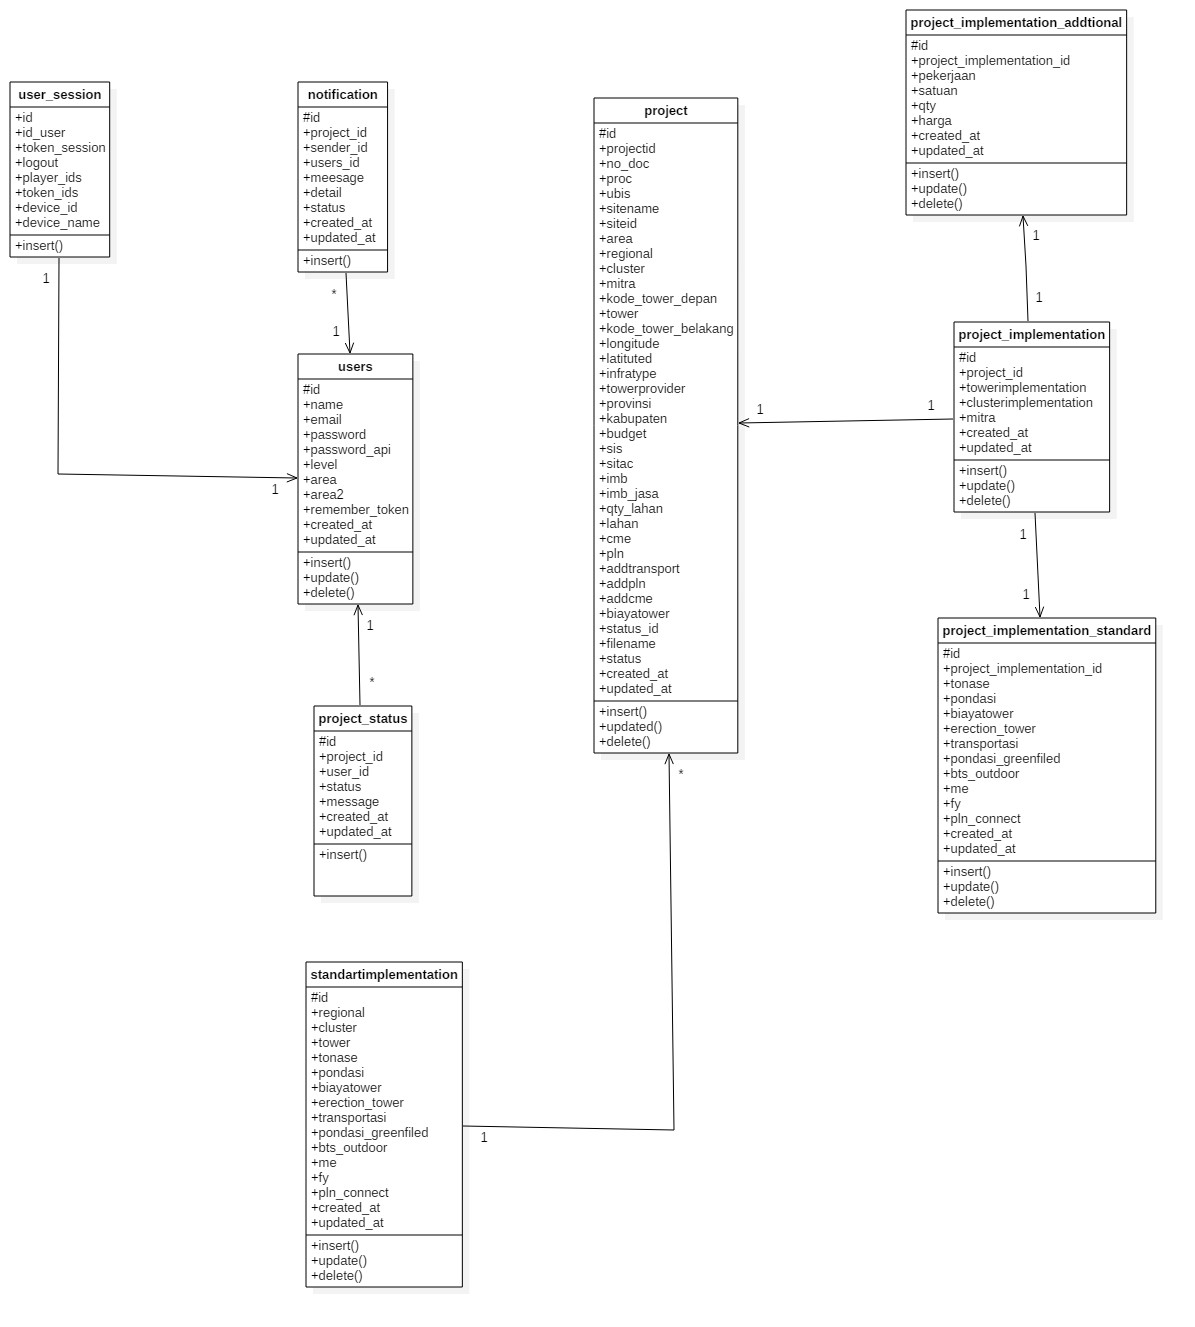 user_session
+id
+id_user
+token_session
+logout
+player_ids
+token_ids
+device_id
+device_name
+insert()
1
1
notification
#id
+project_id
+sender_id
+users_id
+meesage
+detail
+status
+created_at
+updated_at
+insert()
*
1
users
#id
+name
+email
+password
+password_api
+level
+area
+area2
+remember_token
+created_at
+updated_at
+insert()
+update()
+delete()
1
*
project_status
#id
+project_id
+user_id
+status
+message
+created_at
+updated_at
+insert()
standartimplementation
#id
+regional
+cluster
+tower
+tonase
+pondasi
+biayatower
+erection_tower
+transportasi
+pondasi_greenfiled
+bts_outdoor
+me
+fy
+pln_connect
+created_at
+updated_at
+insert()
+update()
+delete()
1
*
project
#id
+projectid
+no_doc
+proc
+ubis
+sitename
+siteid
+area
+regional
+cluster
+mitra
+kode_tower_depan
+tower
+kode_tower_belakang
+longitude
+latituted
+infratype
+towerprovider
+provinsi
+kabupaten
+budget
+sis
+sitac
+imb
+imb_jasa
+qty_lahan
+lahan
+cme
+pln
+addtransport
+addpln
+addcme
+biayatower
+status_id
+filename
+status
+created_at
+updated_at
+insert()
+updated()
+delete()
1
1
project_implementation_addtional
#id
+project_implementation_id
+pekerjaan
+satuan
+qty
+harga
+created_at
+updated_at
+insert()
+update()
+delete()
1
1
project_implementation
#id
+project_id
+towerimplementation
+clusterimplementation
+mitra
+created_at
+updated_at
+insert()
+update()
+delete()
1
1
project_implementation_standard
#id
+project_implementation_id
+tonase
+pondasi
+biayatower
+erection_tower
+transportasi
+pondasi_greenfiled
+bts_outdoor
+me
+fy
+pln_connect
+created_at
+updated_at
+insert()
+update()
+delete()